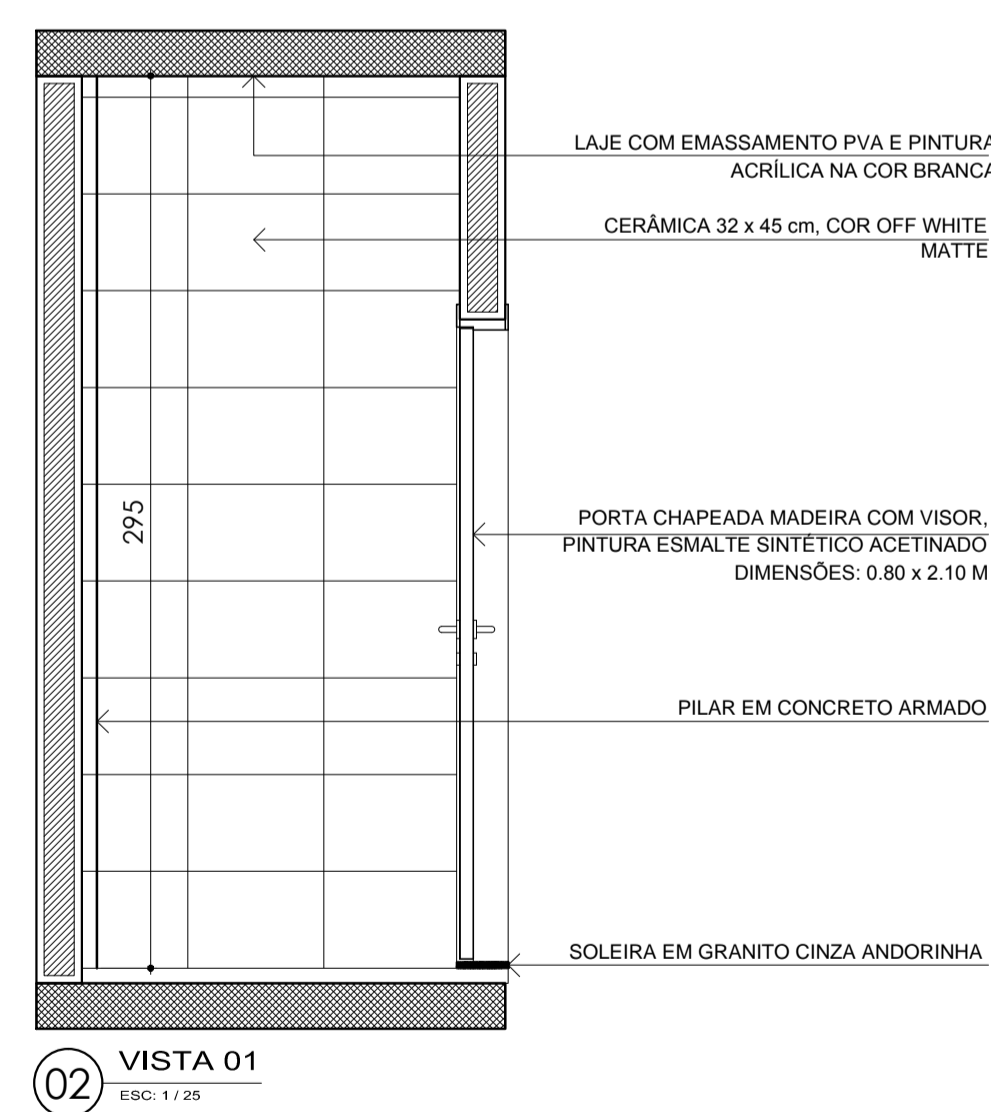 LAJE COM EMASSAMENTO PVA E PINTURA
ACRÍLICA NA COR BRANCA
CERÂMICA 32 x 45 cm, COR OFF WHITE
MATTE
295
PORTA CHAPEADA MADEIRA COM VISOR,
PINTURA ESMALTE SINTÉTICO ACETINADO
DIMENSÕES: 0.80 x 2.10 M
PILAR EM CONCRETO ARMADO
SOLEIRA EM GRANITO CINZA ANDORINHA
02 VISTA 01
ESC: 1 / 25